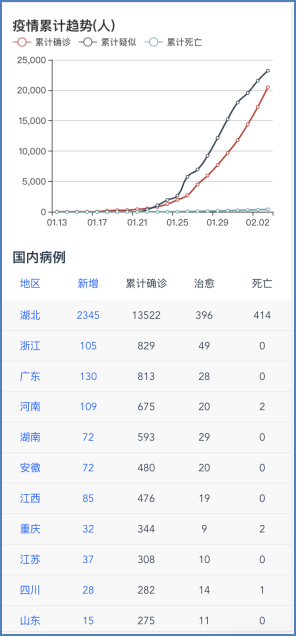 疫情累计趋势(人)
累计确诊 累计疑似 累计死亡
25,000
20,000
15,000
10,000
5,000
0
01.13 01.17 01.21 01.25 01.29 02.02
国内病例
地区 新增 累计确诊 治愈 死亡
湖北 2345 13522 396 414
浙江 105 829 49 0
广东 130 813 28 0
河南 109 675 20 2
湖南 72 593 29 0
安徽 72 480 20 0
江西 85 476 19 0
重庆 32 344 9 2
江苏 37 308 10 0
四川 28 282 14 1
山东 15 275 11 0